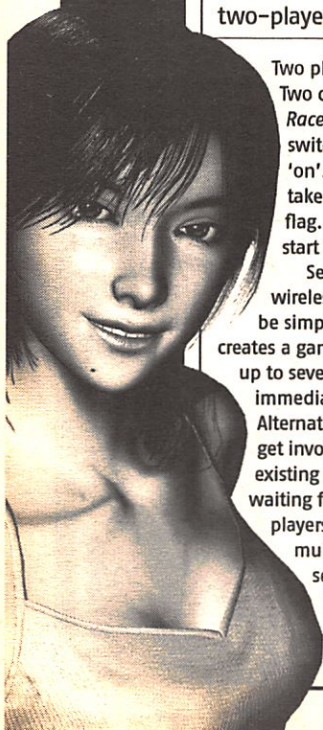 two-playe
Two pl
Two c
Race
swit
'on'.
take
flag.
start
Se
wirele
be simp
creates a gam
up to seve
immedia
Alternat
get invo
existing
waiting f
players
mu
se